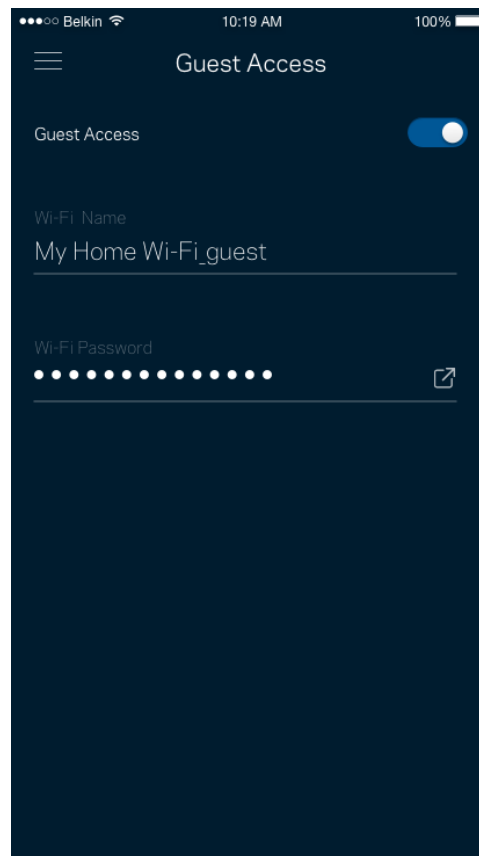 Belkin 10:19 AM 100%
Guest Access
Guest Access
Wi-Fi Name
My Home Wi-Fi_guest
Wi-Fi Password
●●●●●●●●●●●●●●